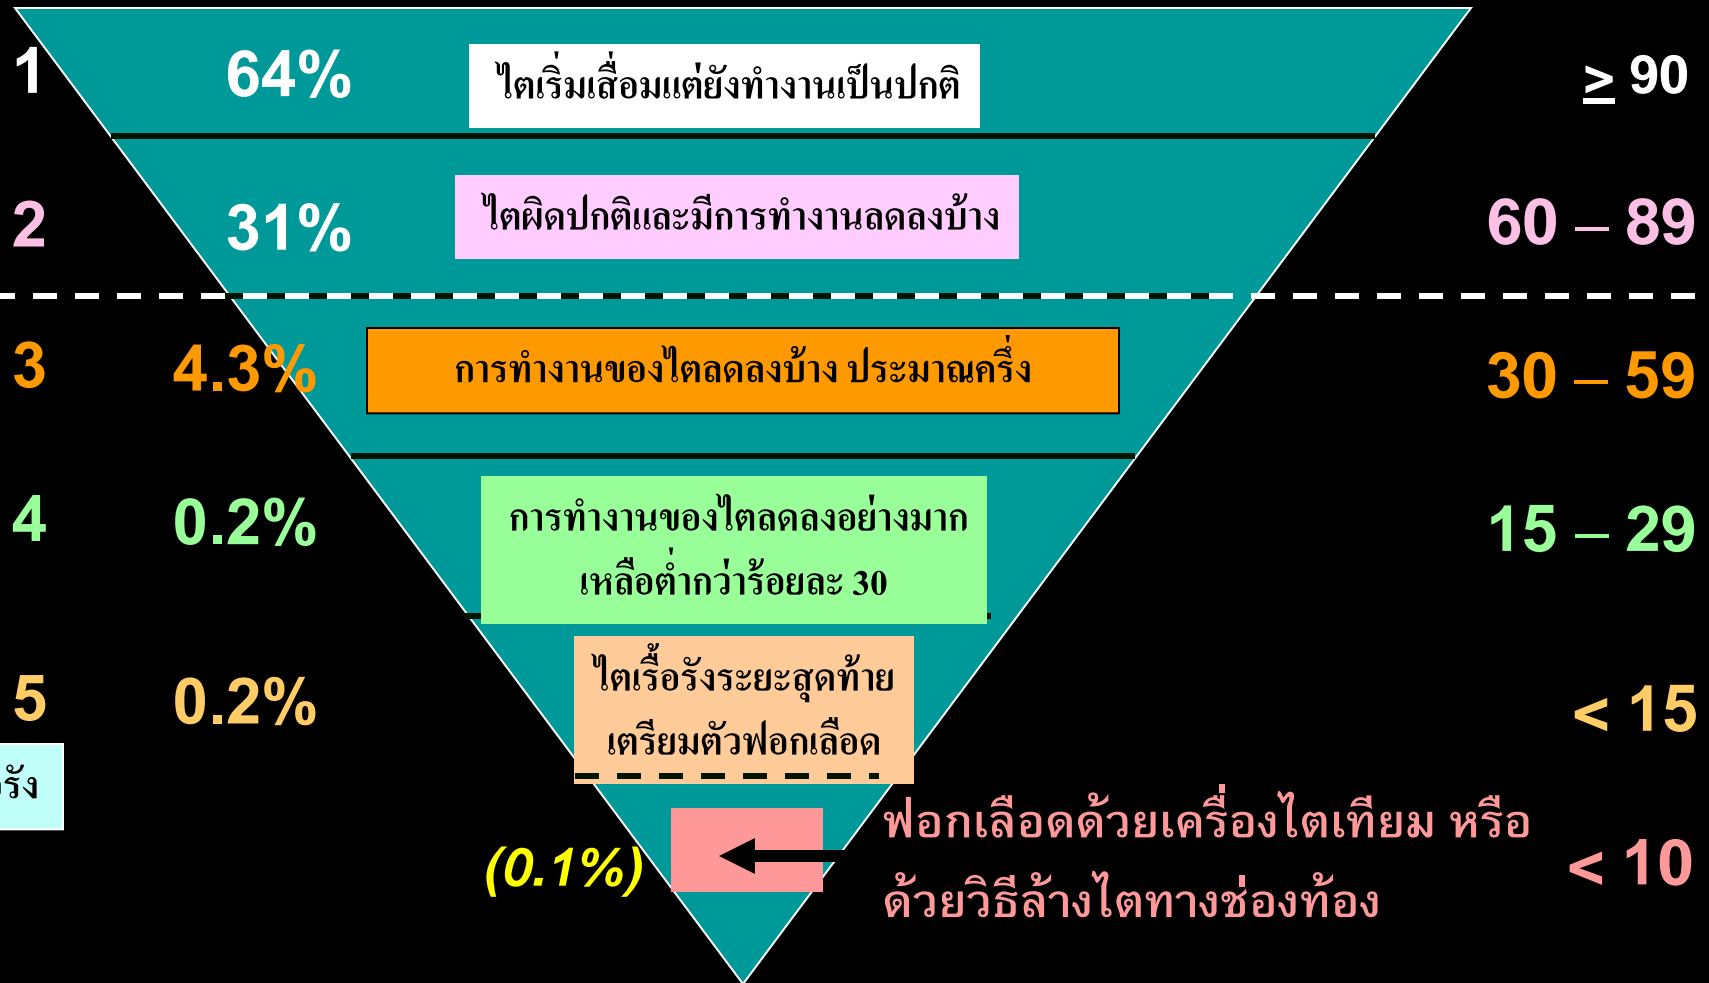 1 64% ไตเริ่มเสื่อมแต่ยังทำงานเป็นปกติ ≥ 90
2 31% ไตผิดปกติและมีการทำงานลดลงบ้าง 60 – 89
3 4.3% การทำงานของไตลดลงบ้าง ประมาณครึ่ง 30 – 59
4 0.2% การทำงานของไตลดลงอย่างมาก 15 – 29
เหลือต่ำกว่าร้อยละ 30
5 0.2% ไตเรื้อรังระยะสุดท้าย < 15
เตรียมตัวฟอกเลือด
รัง
(0.1%) ฟอกเลือดด้วยเครื่องไตเทียม หรือ < 10
ด้วยวิธีล้างไตทางช่องท้อง